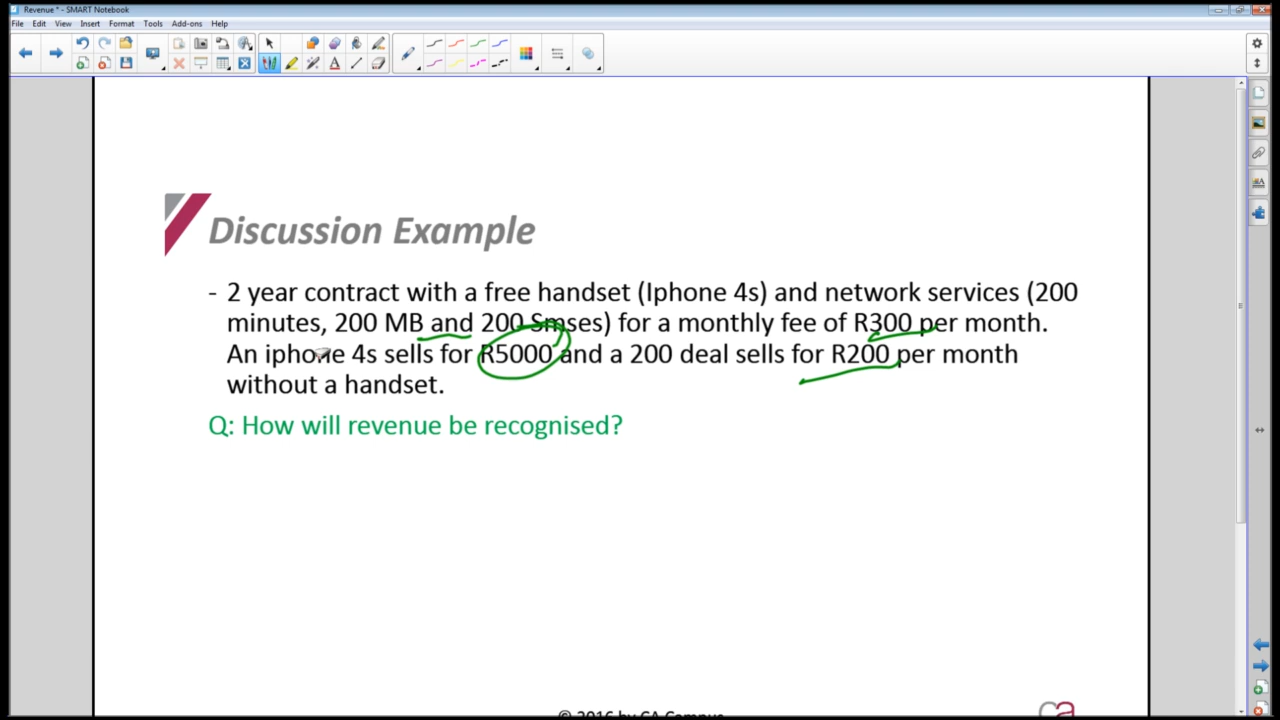 Revenue * - SMART Notebook
File Edit View Insert Format Tools Add-ons Help
Discussion Example
- 2 year contract with a free handset (Iphone 4s) and network services (200
minutes, 200 MB and 200 Smses) for a monthly fee of R300 per month.
An iphone 4s sells for R5000 and a 200 deal sells for R200 per month
without a handset.
Q: How will revenue be recognised?
© 2016 by CA Campus
ca